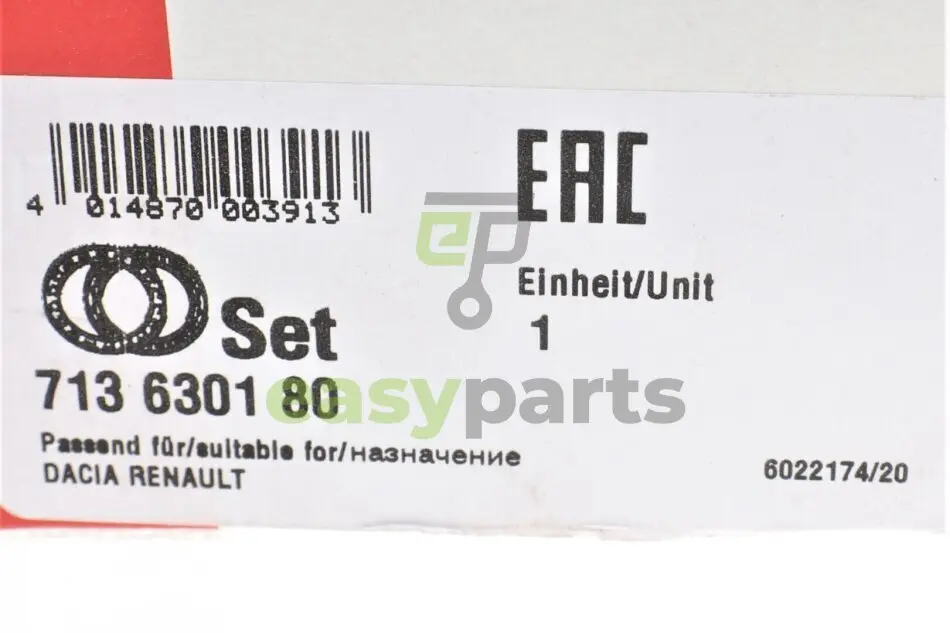 4 014870 003913
EAC
Set
713 6301 80
Einheit/Unit
1
Passend für/suitable for/назначение
DACIA RENAULT
6022174/20
ep
easyparts